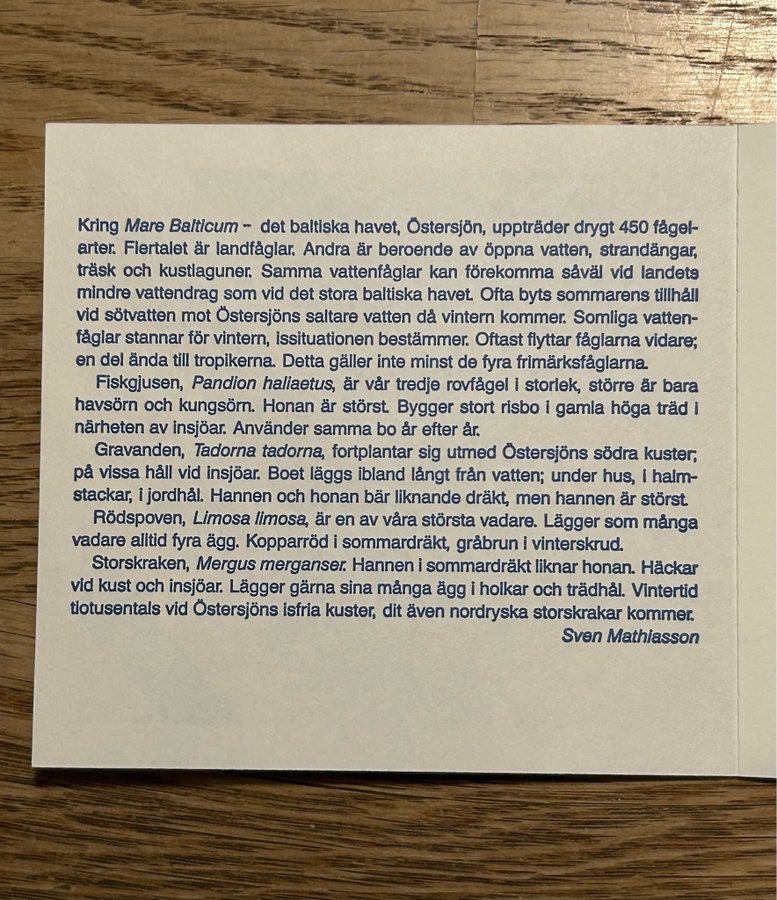 Kring Mare Balticum – det baltiska havet, Östersjön, uppträder drygt 450 fågel-
arter. Flertalet är landfåglar. Andra är beroende av öppna vatten, strandängar,
träsk och kustlaguner. Samma vattenfåglar kan förekomma såväl vid landets
mindre vattendrag som vid det stora baltiska havet. Ofta byts sommarens tillhåll
vid sötvatten mot Östersjöns saltare vatten då vintern kommer. Somliga vatten-
fåglar stannar för vintern, issituationen bestämmer. Oftast flyttar fåglarna vidare;
en del ända till tropikerna. Detta gäller inte minst de fyra frimärksfåglarna.
Fiskgjusen, Pandion haliaetus, är vår tredje rovfågel i storlek, större är bara
havsörn och kungsörn. Honan är störst. Bygger stort risbo i gamla höga träd i
närheten av insjöar. Använder samma bo år efter år.
Gravanden, Tadorna tadorna, fortplantar sig utmed Östersjöns södra kuster;
på vissa håll vid insjöar. Boet läggs ibland långt från vatten; under hus, i halm-
stackar, i jordhål. Hannen och honan bär liknande dräkt, men hannen är störst.
Rödspoven, Limosa limosa, är en av våra största vadare. Lägger som många
vadare alltid fyra ägg. Kopparröd i sommardräkt, gråbrun i vinterskrud.
Storskraken, Mergus merganser. Hannen i sommardräkt liknar honan. Häckar
vid kust och insjöar. Lägger gärna sina många ägg i holkar och trädhål. Vintertid
tiotusentals vid Östersjöns isfria kuster, dit även nordryska storskrakar kommer.
Sven Mathiasson